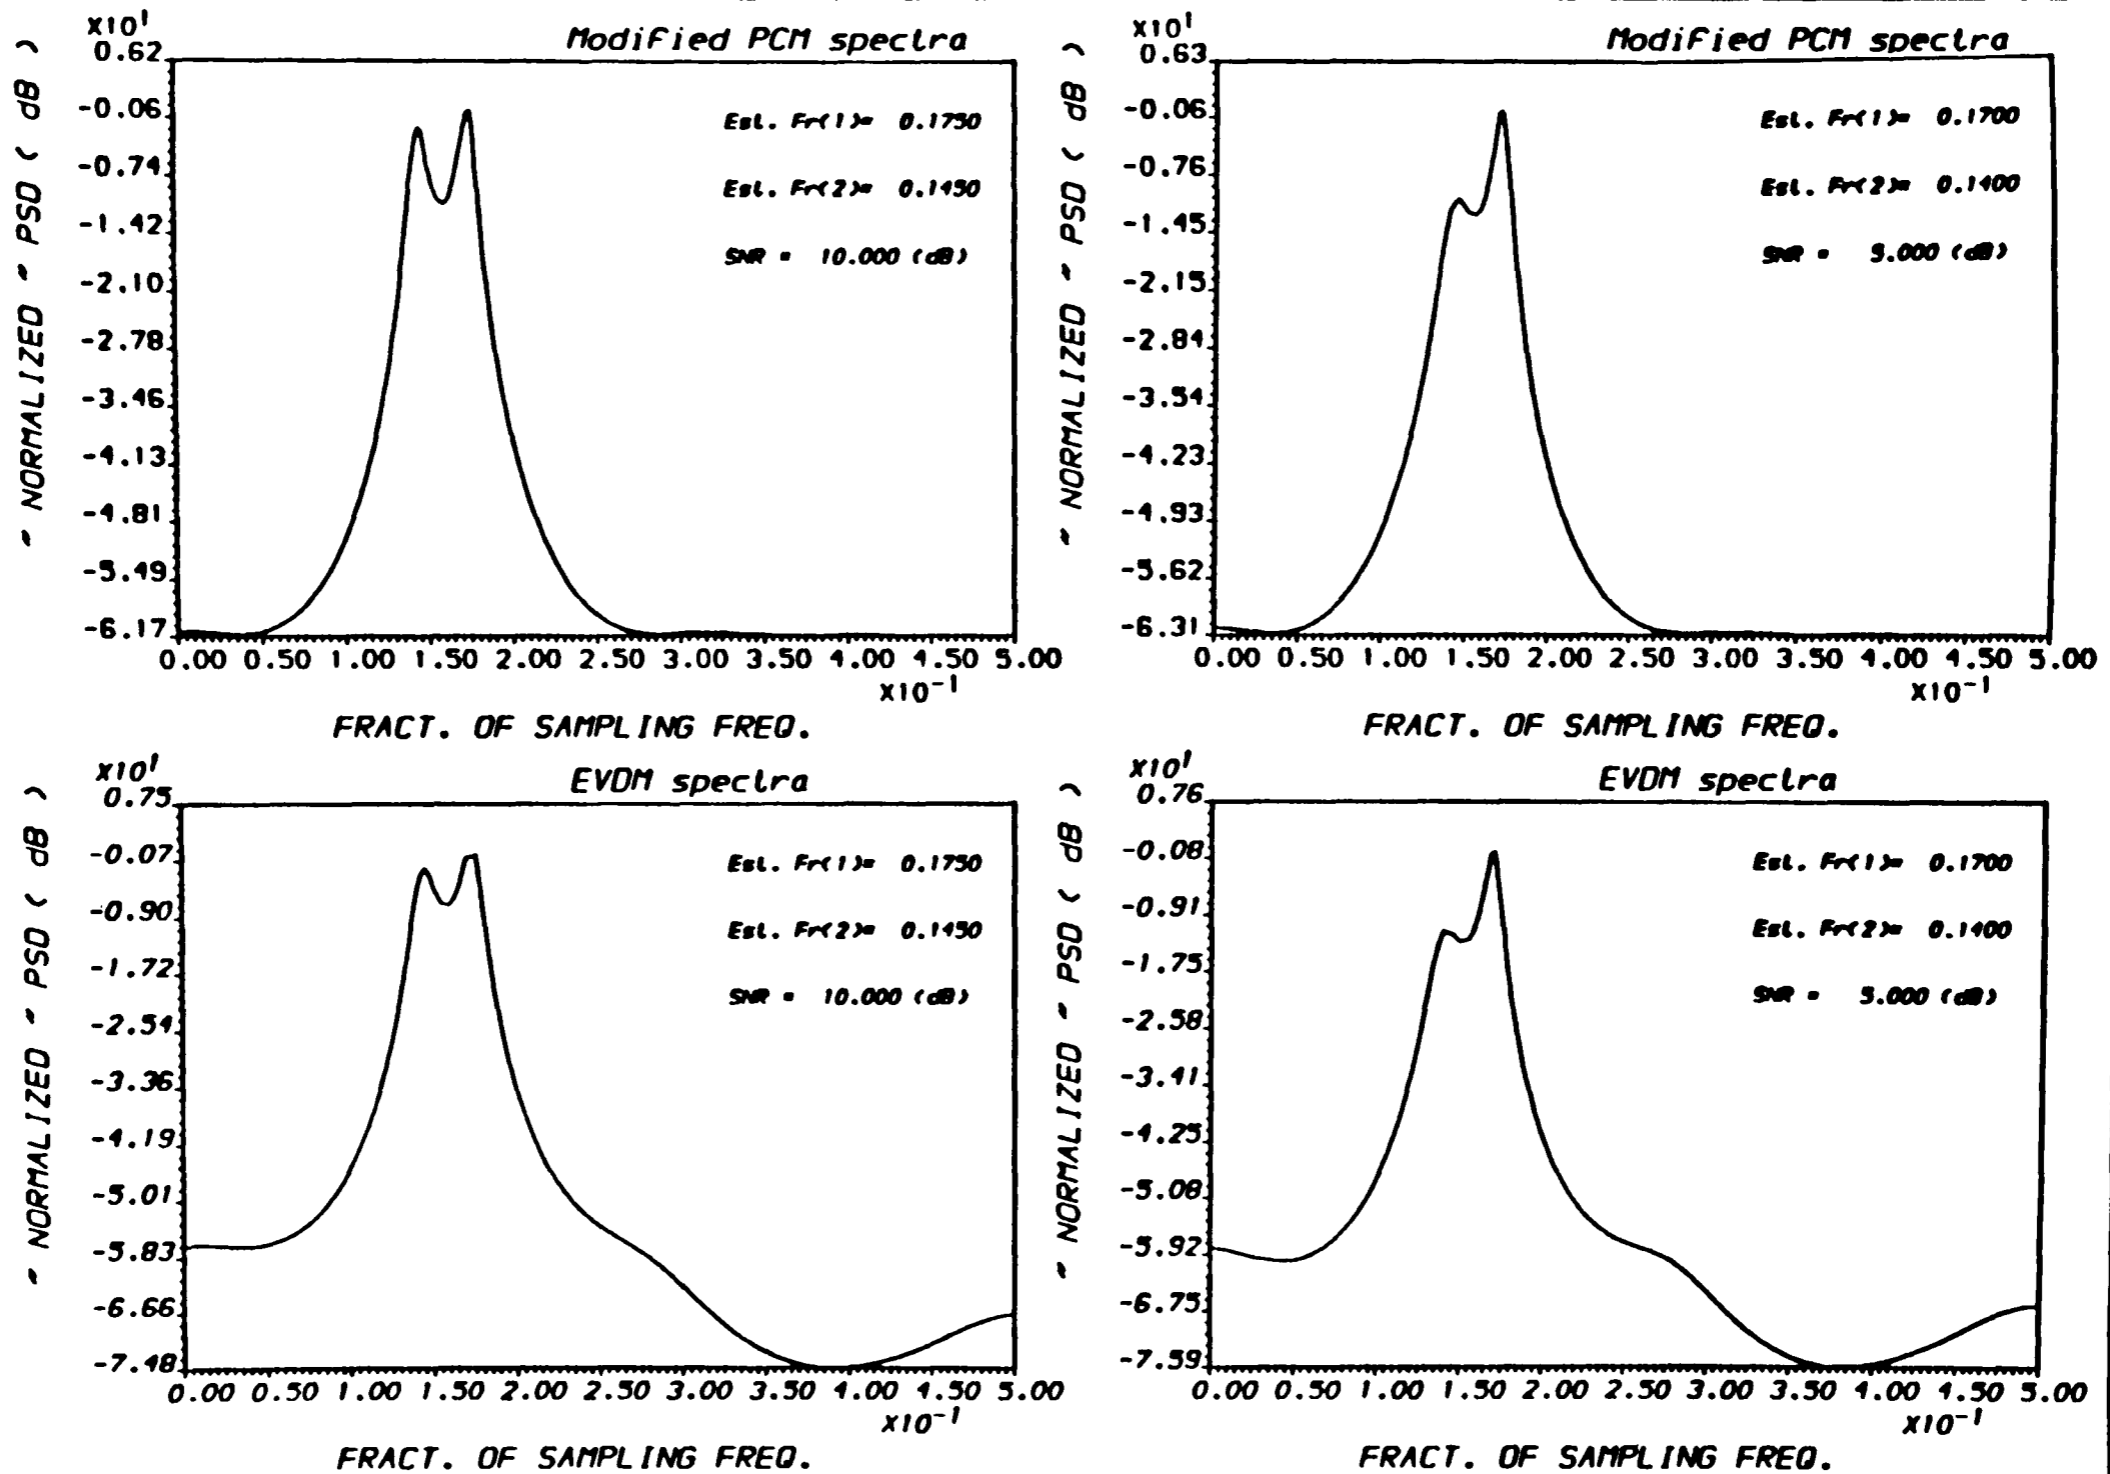 X10¹
Modified PCM spectra
0.62
-0.06
-0.74
-1.42
-2.10
-2.78
-3.46
-4.13
-4.81
-5.49
-6.17
" NORMALIZED " PSD ( dB )
Est. Fr(1)= 0.1750
Est. Fr(2)= 0.1450
SNR = 10.000 (dB)
0.00 0.50 1.00 1.50 2.00 2.50 3.00 3.50 4.00 4.50 5.00
X10⁻¹
FRACT. OF SAMPLING FREQ.
X10¹
Modified PCM spectra
0.63
-0.06
-0.76
-1.45
-2.15
-2.84
-3.54
-4.23
-4.93
-5.62
-6.31
" NORMALIZED " PSD ( dB )
Est. Fr(1)= 0.1700
Est. Fr(2)= 0.1400
SNR = 5.000 (dB)
0.00 0.50 1.00 1.50 2.00 2.50 3.00 3.50 4.00 4.50 5.00
X10⁻¹
FRACT. OF SAMPLING FREQ.
X10¹
EVDM spectra
0.75
-0.07
-0.90
-1.72
-2.54
-3.36
-4.19
-5.01
-5.83
-6.66
-7.48
" NORMALIZED " PSD ( dB )
Est. Fr(1)= 0.1750
Est. Fr(2)= 0.1450
SNR = 10.000 (dB)
0.00 0.50 1.00 1.50 2.00 2.50 3.00 3.50 4.00 4.50 5.00
X10⁻¹
FRACT. OF SAMPLING FREQ.
X10¹
EVDM spectra
0.76
-0.08
-0.91
-1.75
-2.58
-3.41
-4.25
-5.08
-5.92
-6.75
-7.59
" NORMALIZED " PSD ( dB )
Est. Fr(1)= 0.1700
Est. Fr(2)= 0.1400
SNR = 5.000 (dB)
0.00 0.50 1.00 1.50 2.00 2.50 3.00 3.50 4.00 4.50 5.00
X10⁻¹
FRACT. OF SAMPLING FREQ.